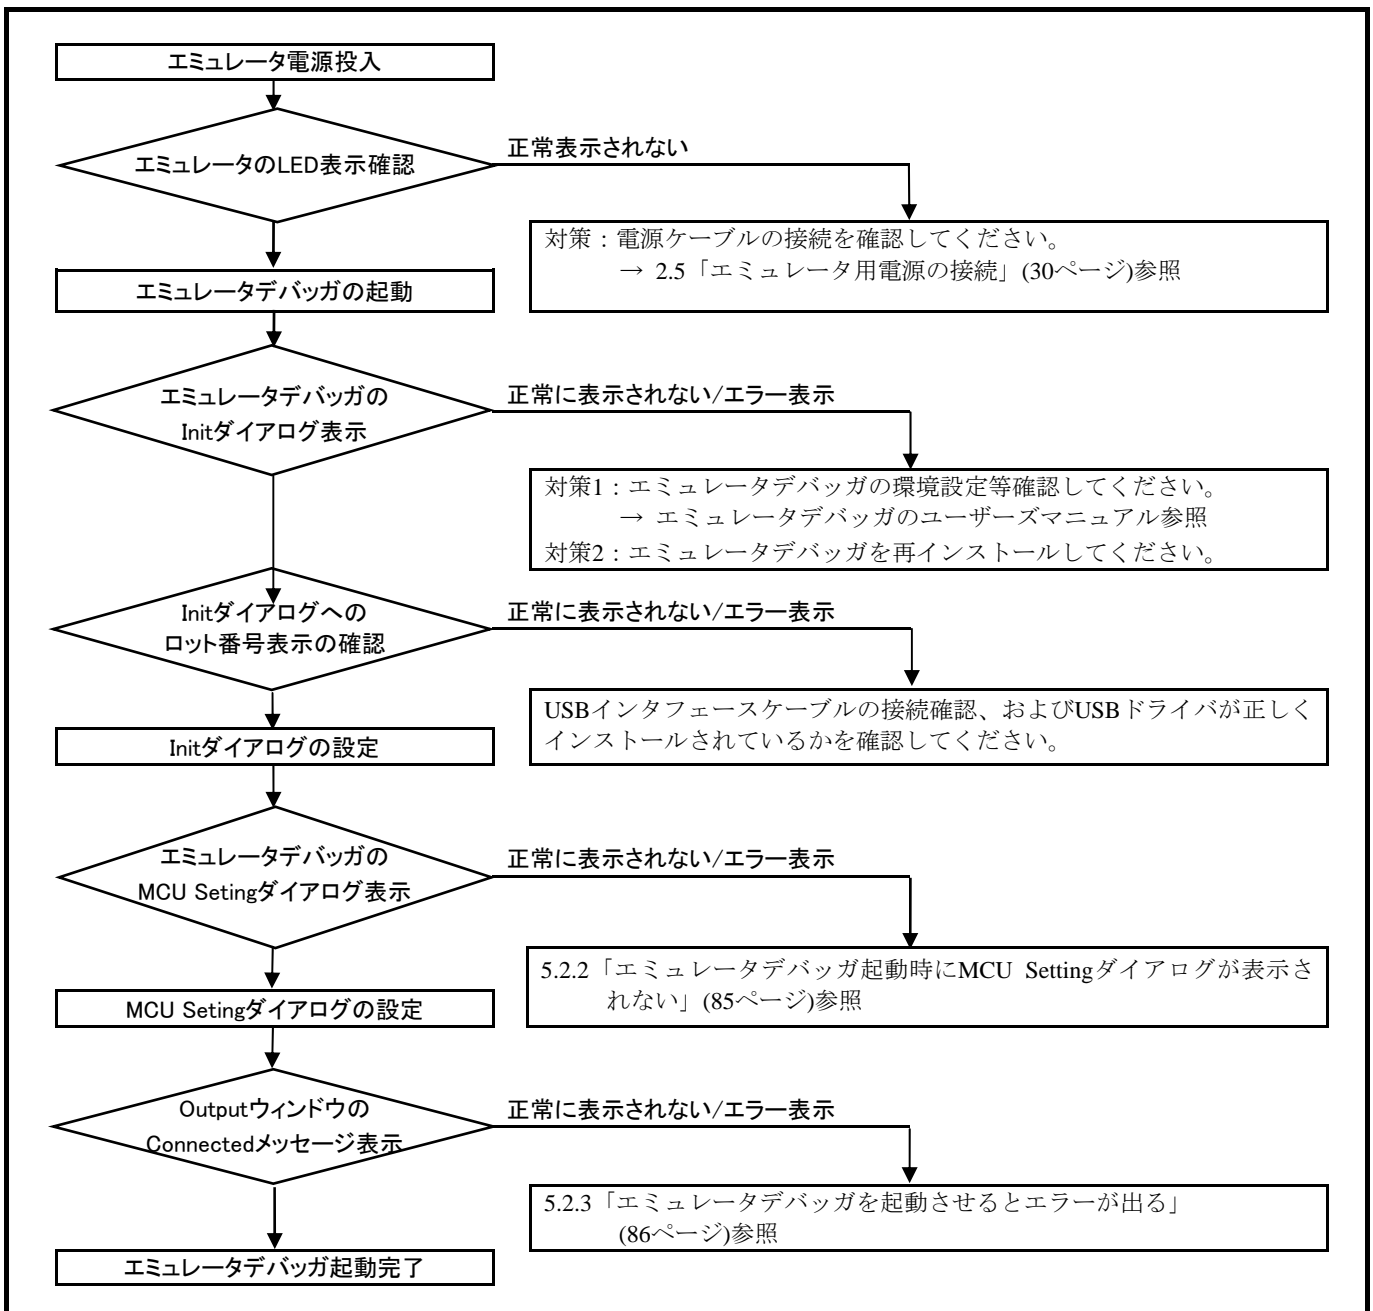 エミュレータ電源投入
エミュレータのLED表示確認
正常表示されない
対策：電源ケーブルの接続を確認してください。
→ 2.5「エミュレータ用電源の接続」(30ページ)参照
エミュレータデバッガの起動
エミュレータデバッガの
Initダイアログ表示
正常に表示されない/エラー表示
対策1：エミュレータデバッガの環境設定等確認してください。
→ エミュレータデバッガのユーザーズマニュアル参照
対策2：エミュレータデバッガを再インストールしてください。
Initダイアログへの
ロット番号表示の確認
正常に表示されない/エラー表示
USBインタフェースケーブルの接続確認、およびUSBドライバが正しく
インストールされているかを確認してください。
Initダイアログの設定
エミュレータデバッガの
MCU Setingダイアログ表示
正常に表示されない/エラー表示
5.2.2「エミュレータデバッガ起動時にMCU Settingダイアログが表示さ
れない」(85ページ)参照
MCU Setingダイアログの設定
Outputウィンドウの
Connectedメッセージ表示
正常に表示されない/エラー表示
5.2.3「エミュレータデバッガを起動させるとエラーが出る」
(86ページ)参照
エミュレータデバッガ起動完了